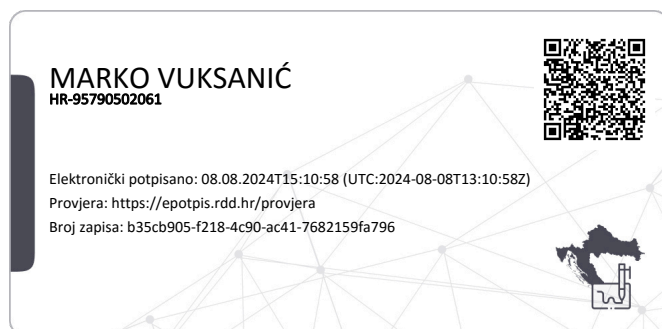 MARKO VUKSANIĆ
HR-95790502061
Elektronički potpisano: 08.08.2024T15:10:58 (UTC:2024-08-08T13:10:58Z)
Provjera: https://epotpis.rdd.hr/provjera
Broj zapisa: b35cb905-f218-4c90-ac41-7682159fa796